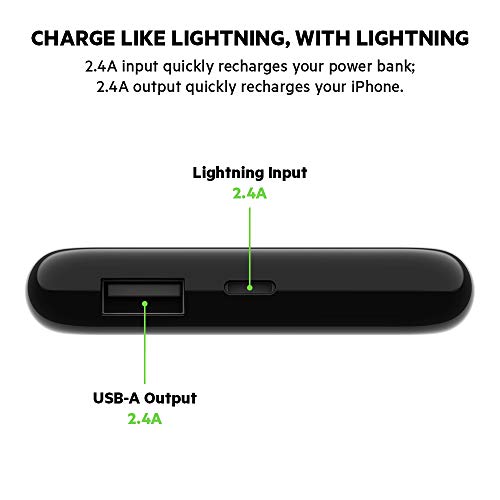 CHARGE LIKE LIGHTNING, WITH LIGHTNING
2.4A input quickly recharges your power bank;
2.4A output quickly recharges your iPhone.
Lightning Input
2.4A
USB-A Output
2.4A